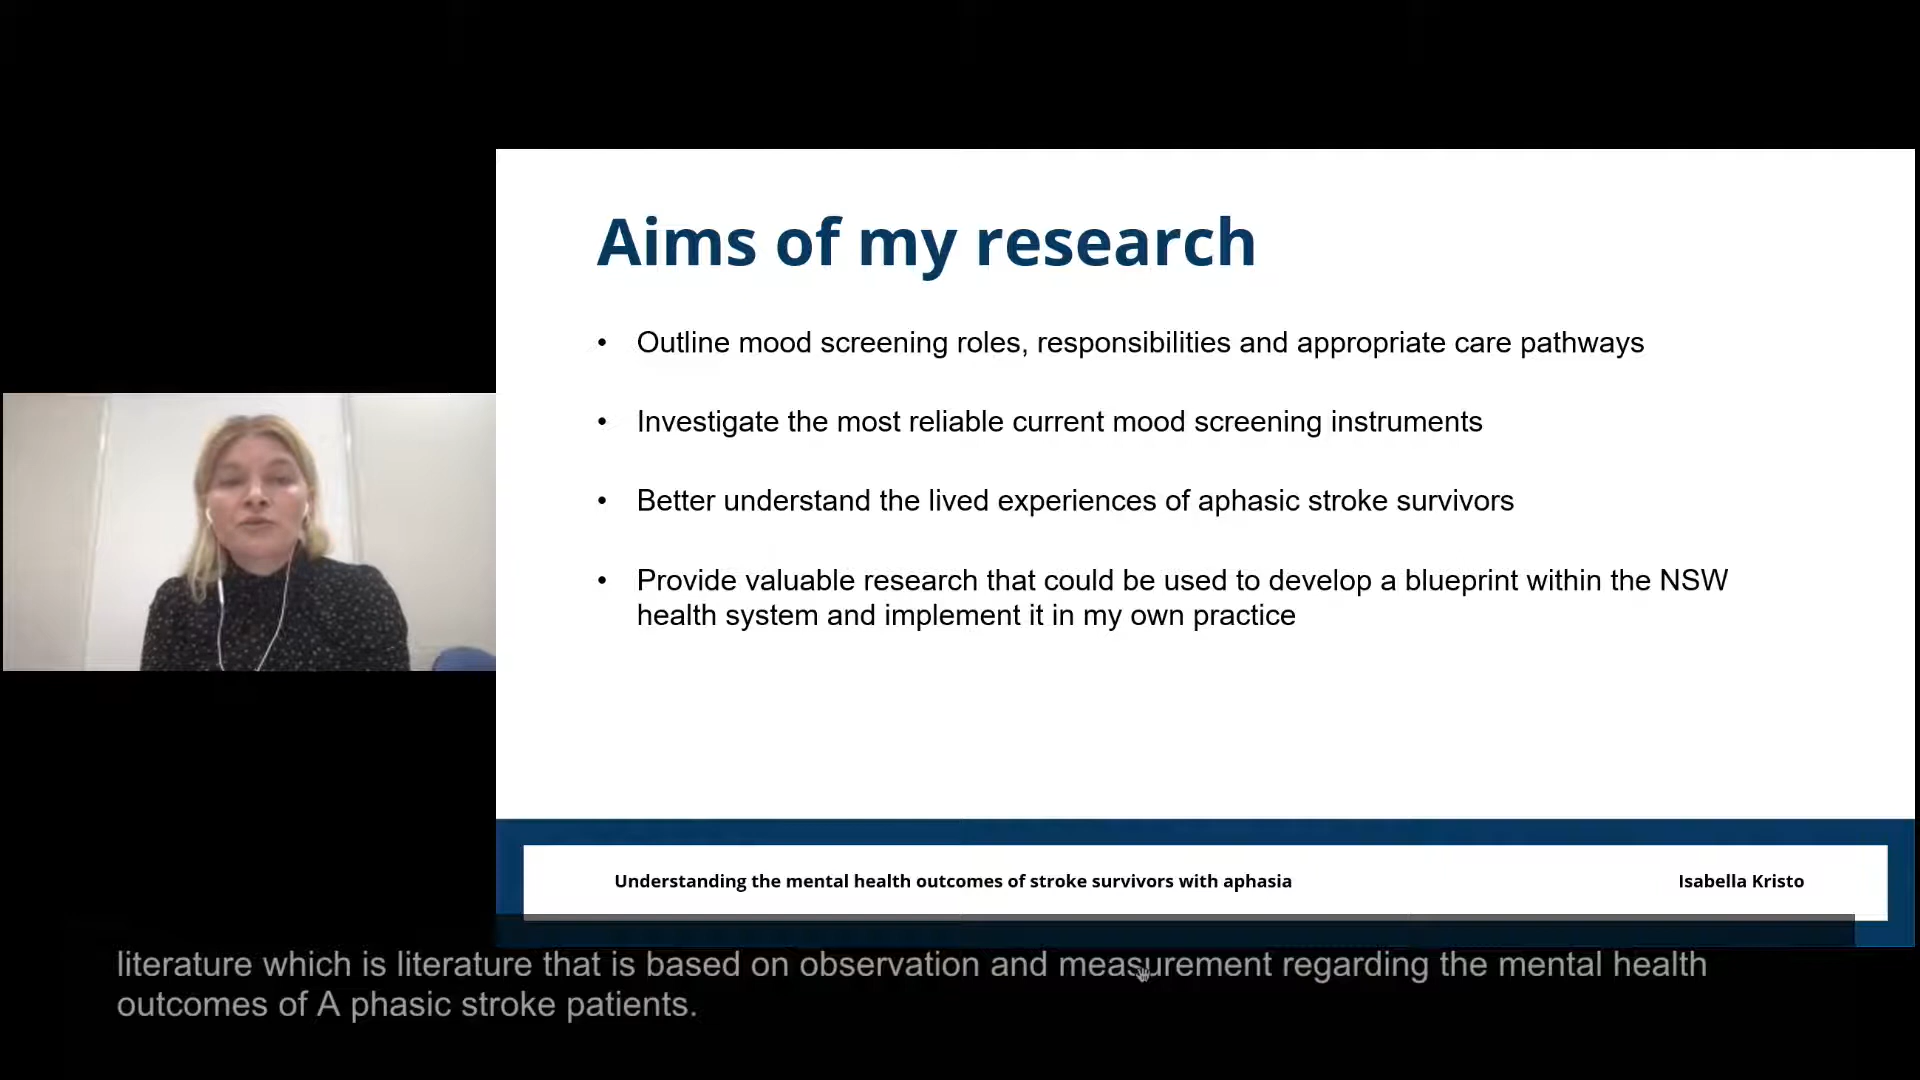 Aims of my research
• Outline mood screening roles, responsibilities and appropriate care pathways
• Investigate the most reliable current mood screening instruments
• Better understand the lived experiences of aphasic stroke survivors
• Provide valuable research that could be used to develop a blueprint within the NSW
health system and implement it in my own practice
Understanding the mental health outcomes of stroke survivors with aphasia
Isabella Kristo
literature which is literature that is based on observation and measurement regarding the mental health
outcomes of A phasic stroke patients.